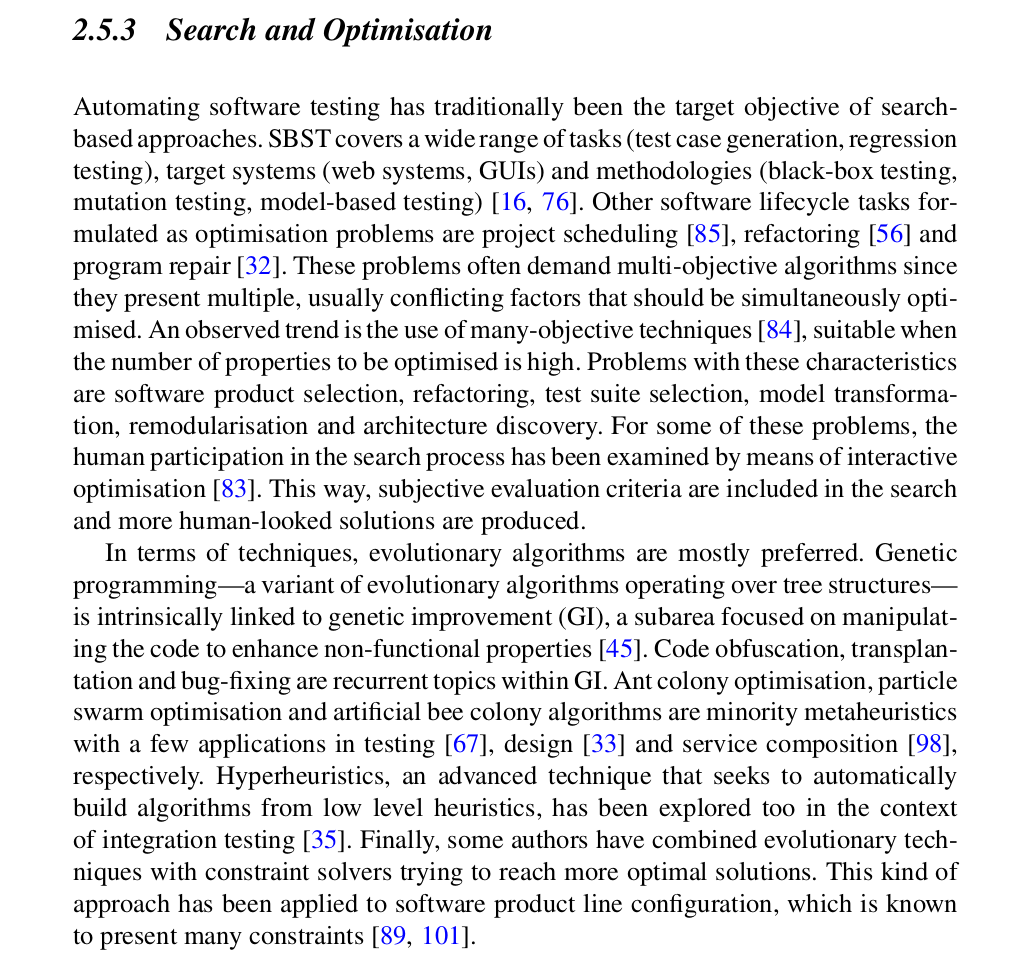 2.5.3 Search and Optimisation
Automating software testing has traditionally been the target objective of search-
based approaches. SBST covers a wide range of tasks (test case generation, regression
testing), target systems (web systems, GUIs) and methodologies (black-box testing,
mutation testing, model-based testing) [16, 76]. Other software lifecycle tasks for-
mulated as optimisation problems are project scheduling [85], refactoring [56] and
program repair [32]. These problems often demand multi-objective algorithms since
they present multiple, usually conflicting factors that should be simultaneously opti-
mised. An observed trend is the use of many-objective techniques [84], suitable when
the number of properties to be optimised is high. Problems with these characteristics
are software product selection, refactoring, test suite selection, model transforma-
tion, remodularisation and architecture discovery. For some of these problems, the
human participation in the search process has been examined by means of interactive
optimisation [83]. This way, subjective evaluation criteria are included in the search
and more human-looked solutions are produced.
In terms of techniques, evolutionary algorithms are mostly preferred. Genetic
programming—a variant of evolutionary algorithms operating over tree structures—
is intrinsically linked to genetic improvement (GI), a subarea focused on manipulat-
ing the code to enhance non-functional properties [45]. Code obfuscation, transplan-
tation and bug-fixing are recurrent topics within GI. Ant colony optimisation, particle
swarm optimisation and artificial bee colony algorithms are minority metaheuristics
with a few applications in testing [67], design [33] and service composition [98],
respectively. Hyperheuristics, an advanced technique that seeks to automatically
build algorithms from low level heuristics, has been explored too in the context
of integration testing [35]. Finally, some authors have combined evolutionary tech-
niques with constraint solvers trying to reach more optimal solutions. This kind of
approach has been applied to software product line configuration, which is known
to present many constraints [89, 101].